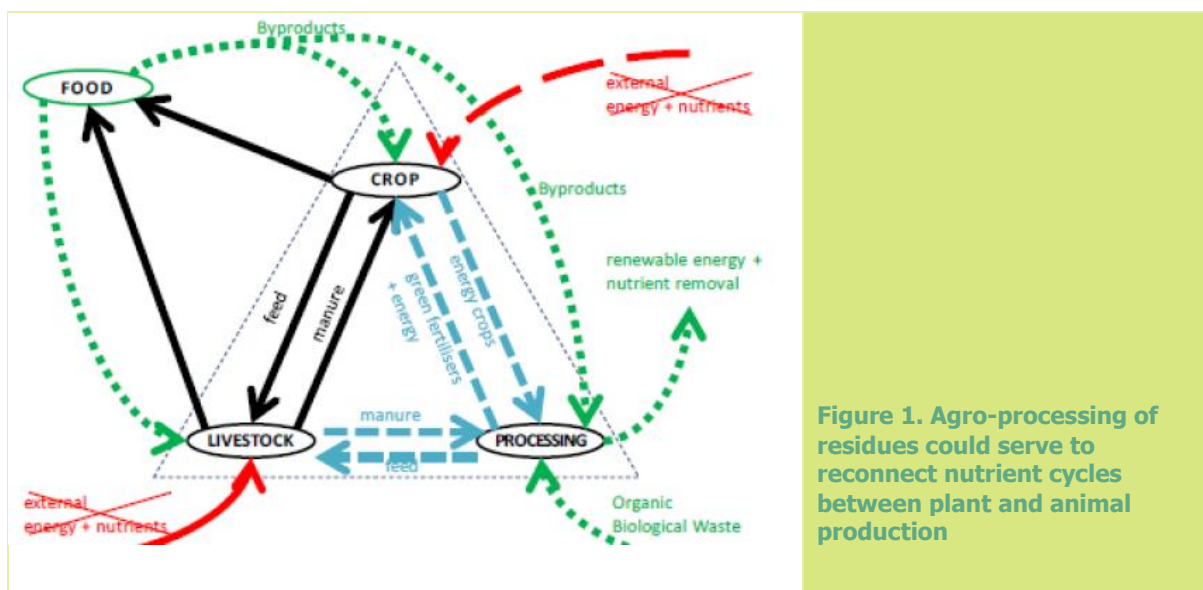 Byproducts
FOOD
external
energy + nutrients
CROP
Byproducts
renewable energy +
nutrient removal
feed
manure
green fertilisers
+ energy
energy crops
manure
LIVESTOCK
PROCESSING
feed
external
energy + nutrients
Organic
Biological Waste
Figure 1. Agro-processing of
residues could serve to
reconnect nutrient cycles
between plant and animal
production